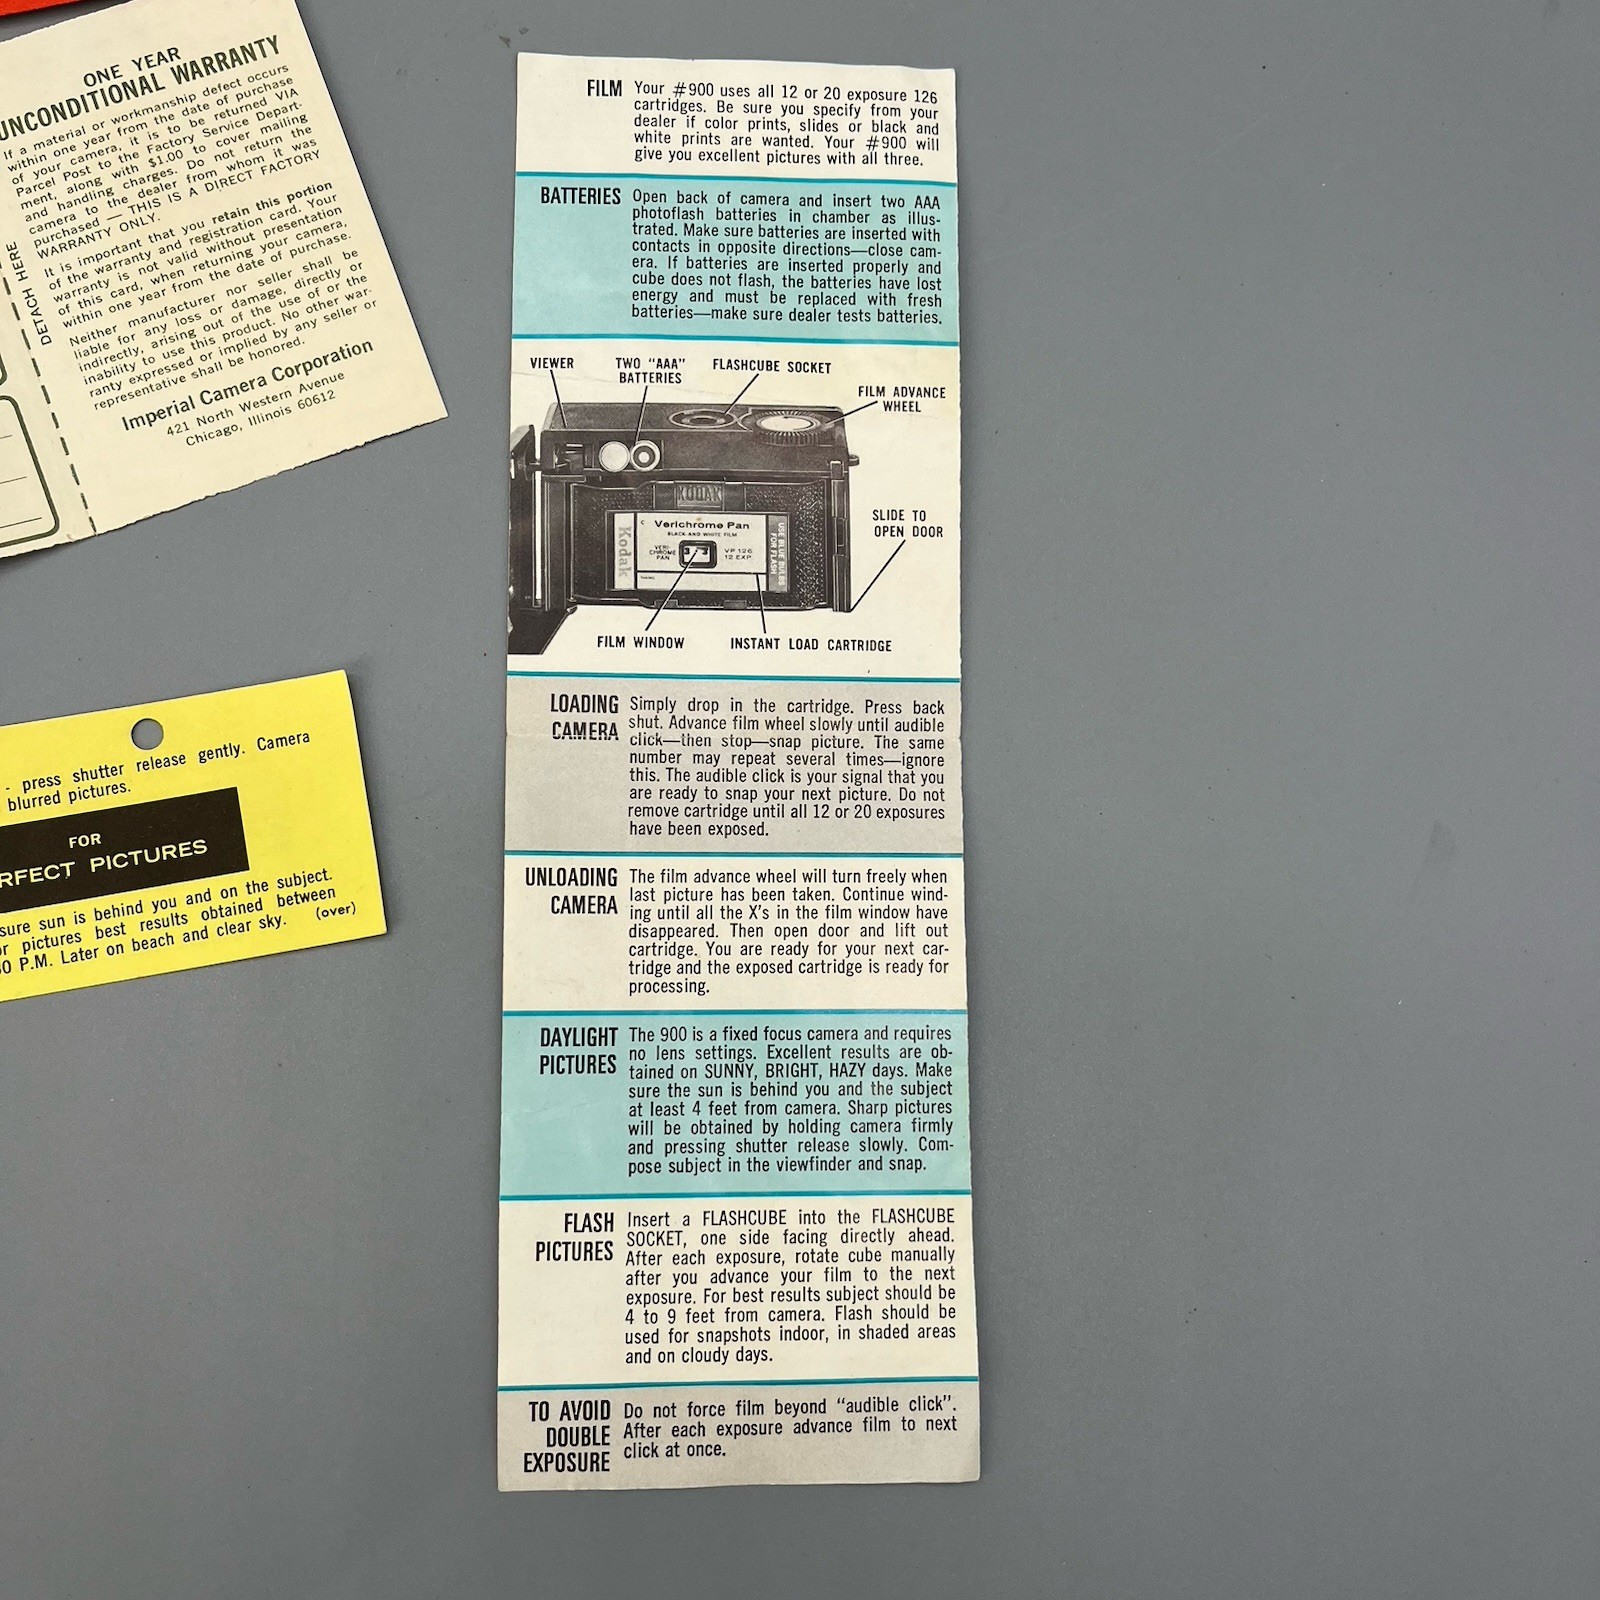 ONE YEAR
UNCONDITIONAL WARRANTY
If a material or workmanship defect occurs
within one year from the date of purchase
of your camera, it is to be returned VIA
Parcel Post to the Factory Service Depart-
ment, along with $1.00 to cover mailing
and handling charges. Do not return the
camera to the dealer from whom it was
purchased — THIS IS A DIRECT FACTORY
WARRANTY ONLY.
It is important that you retain this portion
of the warranty and registration card. Your
warranty is not valid without presentation
of this card, when returning your camera,
within one year from the date of purchase.
Neither manufacturer nor seller shall be
liable for any loss or damage, directly or
indirectly, arising out of the use of or the
inability to use this product. No other war-
ranty expressed or implied by any seller or
representative shall be honored.
Imperial Camera Corporation
421 North Western Avenue
Chicago, Illinois 60612
DETACH HERE
- press shutter release gently. Camera
blurred pictures.
FOR
RFECT PICTURES
sure sun is behind you and on the subject.
or pictures best results obtained between
30 P.M. Later on beach and clear sky. (over)
FILM Your #900 uses all 12 or 20 exposure 126
cartridges. Be sure you specify from your
dealer if color prints, slides or black and
white prints are wanted. Your #900 will
give you excellent pictures with all three.
BATTERIES Open back of camera and insert two AAA
photoflash batteries in chamber as illus-
trated. Make sure batteries are inserted with
contacts in opposite directions—close cam-
era. If batteries are inserted properly and
cube does not flash, the batteries have lost
energy and must be replaced with fresh
batteries—make sure dealer tests batteries.
VIEWER
TWO "AAA"
BATTERIES
FLASHCUBE SOCKET
FILM ADVANCE
WHEEL
KODAK
Kodak
Verichrome Pan
BLACK AND WHITE FILM
VERI-
CHROME
PAN
3 3
VP 126
12 EXP.
USE BLUE BULBS
FOR FLASH
SLIDE TO
OPEN DOOR
FILM WINDOW
INSTANT LOAD CARTRIDGE
LOADING
CAMERA
Simply drop in the cartridge. Press back
shut. Advance film wheel slowly until audible
click—then stop—snap picture. The same
number may repeat several times—ignore
this. The audible click is your signal that you
are ready to snap your next picture. Do not
remove cartridge until all 12 or 20 exposures
have been exposed.
UNLOADING
CAMERA
The film advance wheel will turn freely when
last picture has been taken. Continue wind-
ing until all the X's in the film window have
disappeared. Then open door and lift out
cartridge. You are ready for your next car-
tridge and the exposed cartridge is ready for
processing.
DAYLIGHT
PICTURES
The 900 is a fixed focus camera and requires
no lens settings. Excellent results are ob-
tained on SUNNY, BRIGHT, HAZY days. Make
sure the sun is behind you and the subject
at least 4 feet from camera. Sharp pictures
will be obtained by holding camera firmly
and pressing shutter release slowly. Com-
pose subject in the viewfinder and snap.
FLASH
PICTURES
Insert a FLASHCUBE into the FLASHCUBE
SOCKET, one side facing directly ahead.
After each exposure, rotate cube manually
after you advance your film to the next
exposure. For best results subject should be
4 to 9 feet from camera. Flash should be
used for snapshots indoor, in shaded areas
and on cloudy days.
TO AVOID
DOUBLE
EXPOSURE
Do not force film beyond "audible click".
After each exposure advance film to next
click at once.